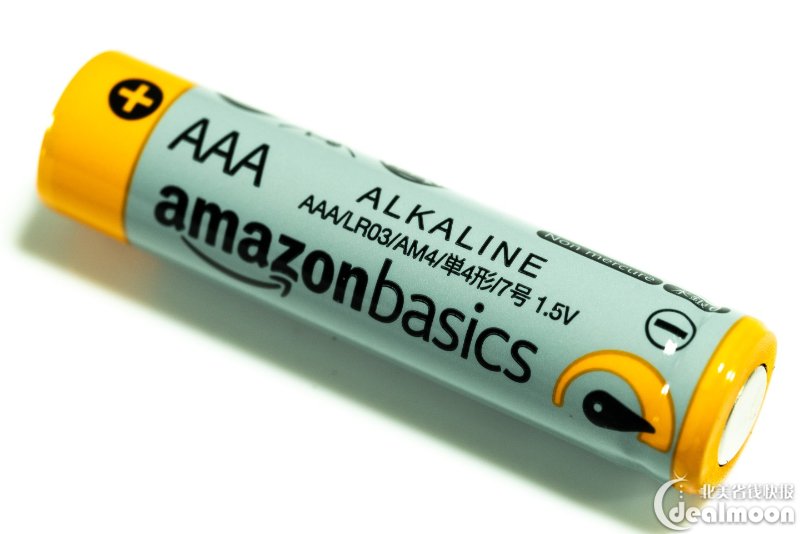 AAA
ALKALINE
AAA/LR03/AM4/単4形/7号 1.5V
amazonbasics
Non mercure
北美省钱快报
dealmoon